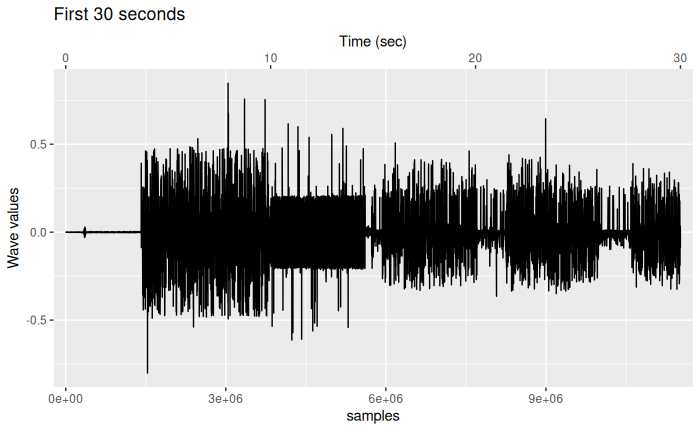 First 30 seconds
Time (sec)
0 10 20 30
0.5
0.0
-0.5
Wave values
0e+00 3e+06 6e+06 9e+06
samples